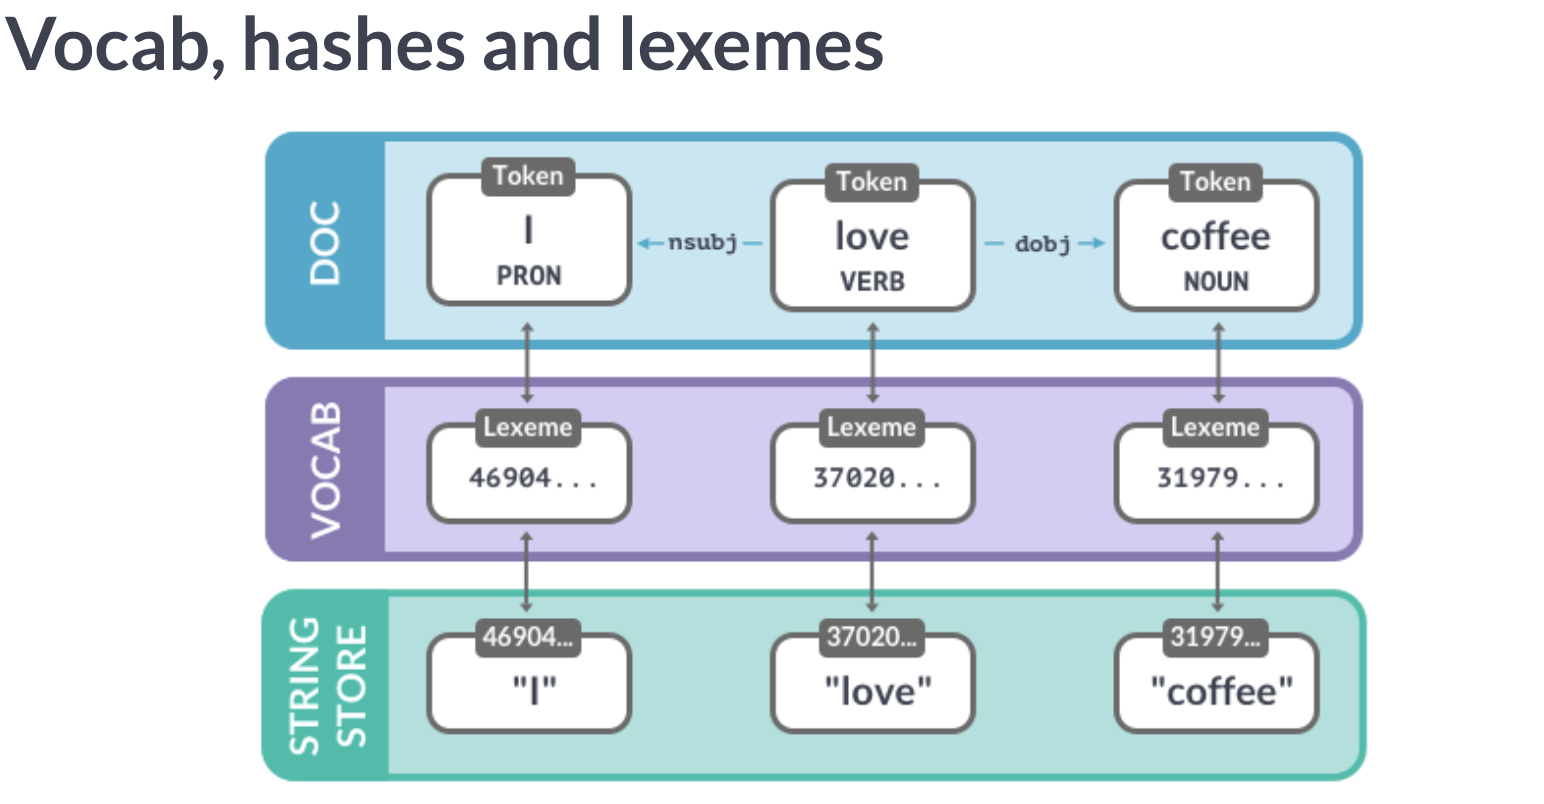 Vocab, hashes and lexemes
DOC
Token
Token
Token
I
love
coffee
nsubj
dobj
PRON
VERB
NOUN
VOCAB
Lexeme
Lexeme
Lexeme
46904...
37020...
31979...
STRING
STORE
46904...
37020...
31979...
"I"
"love"
"coffee"